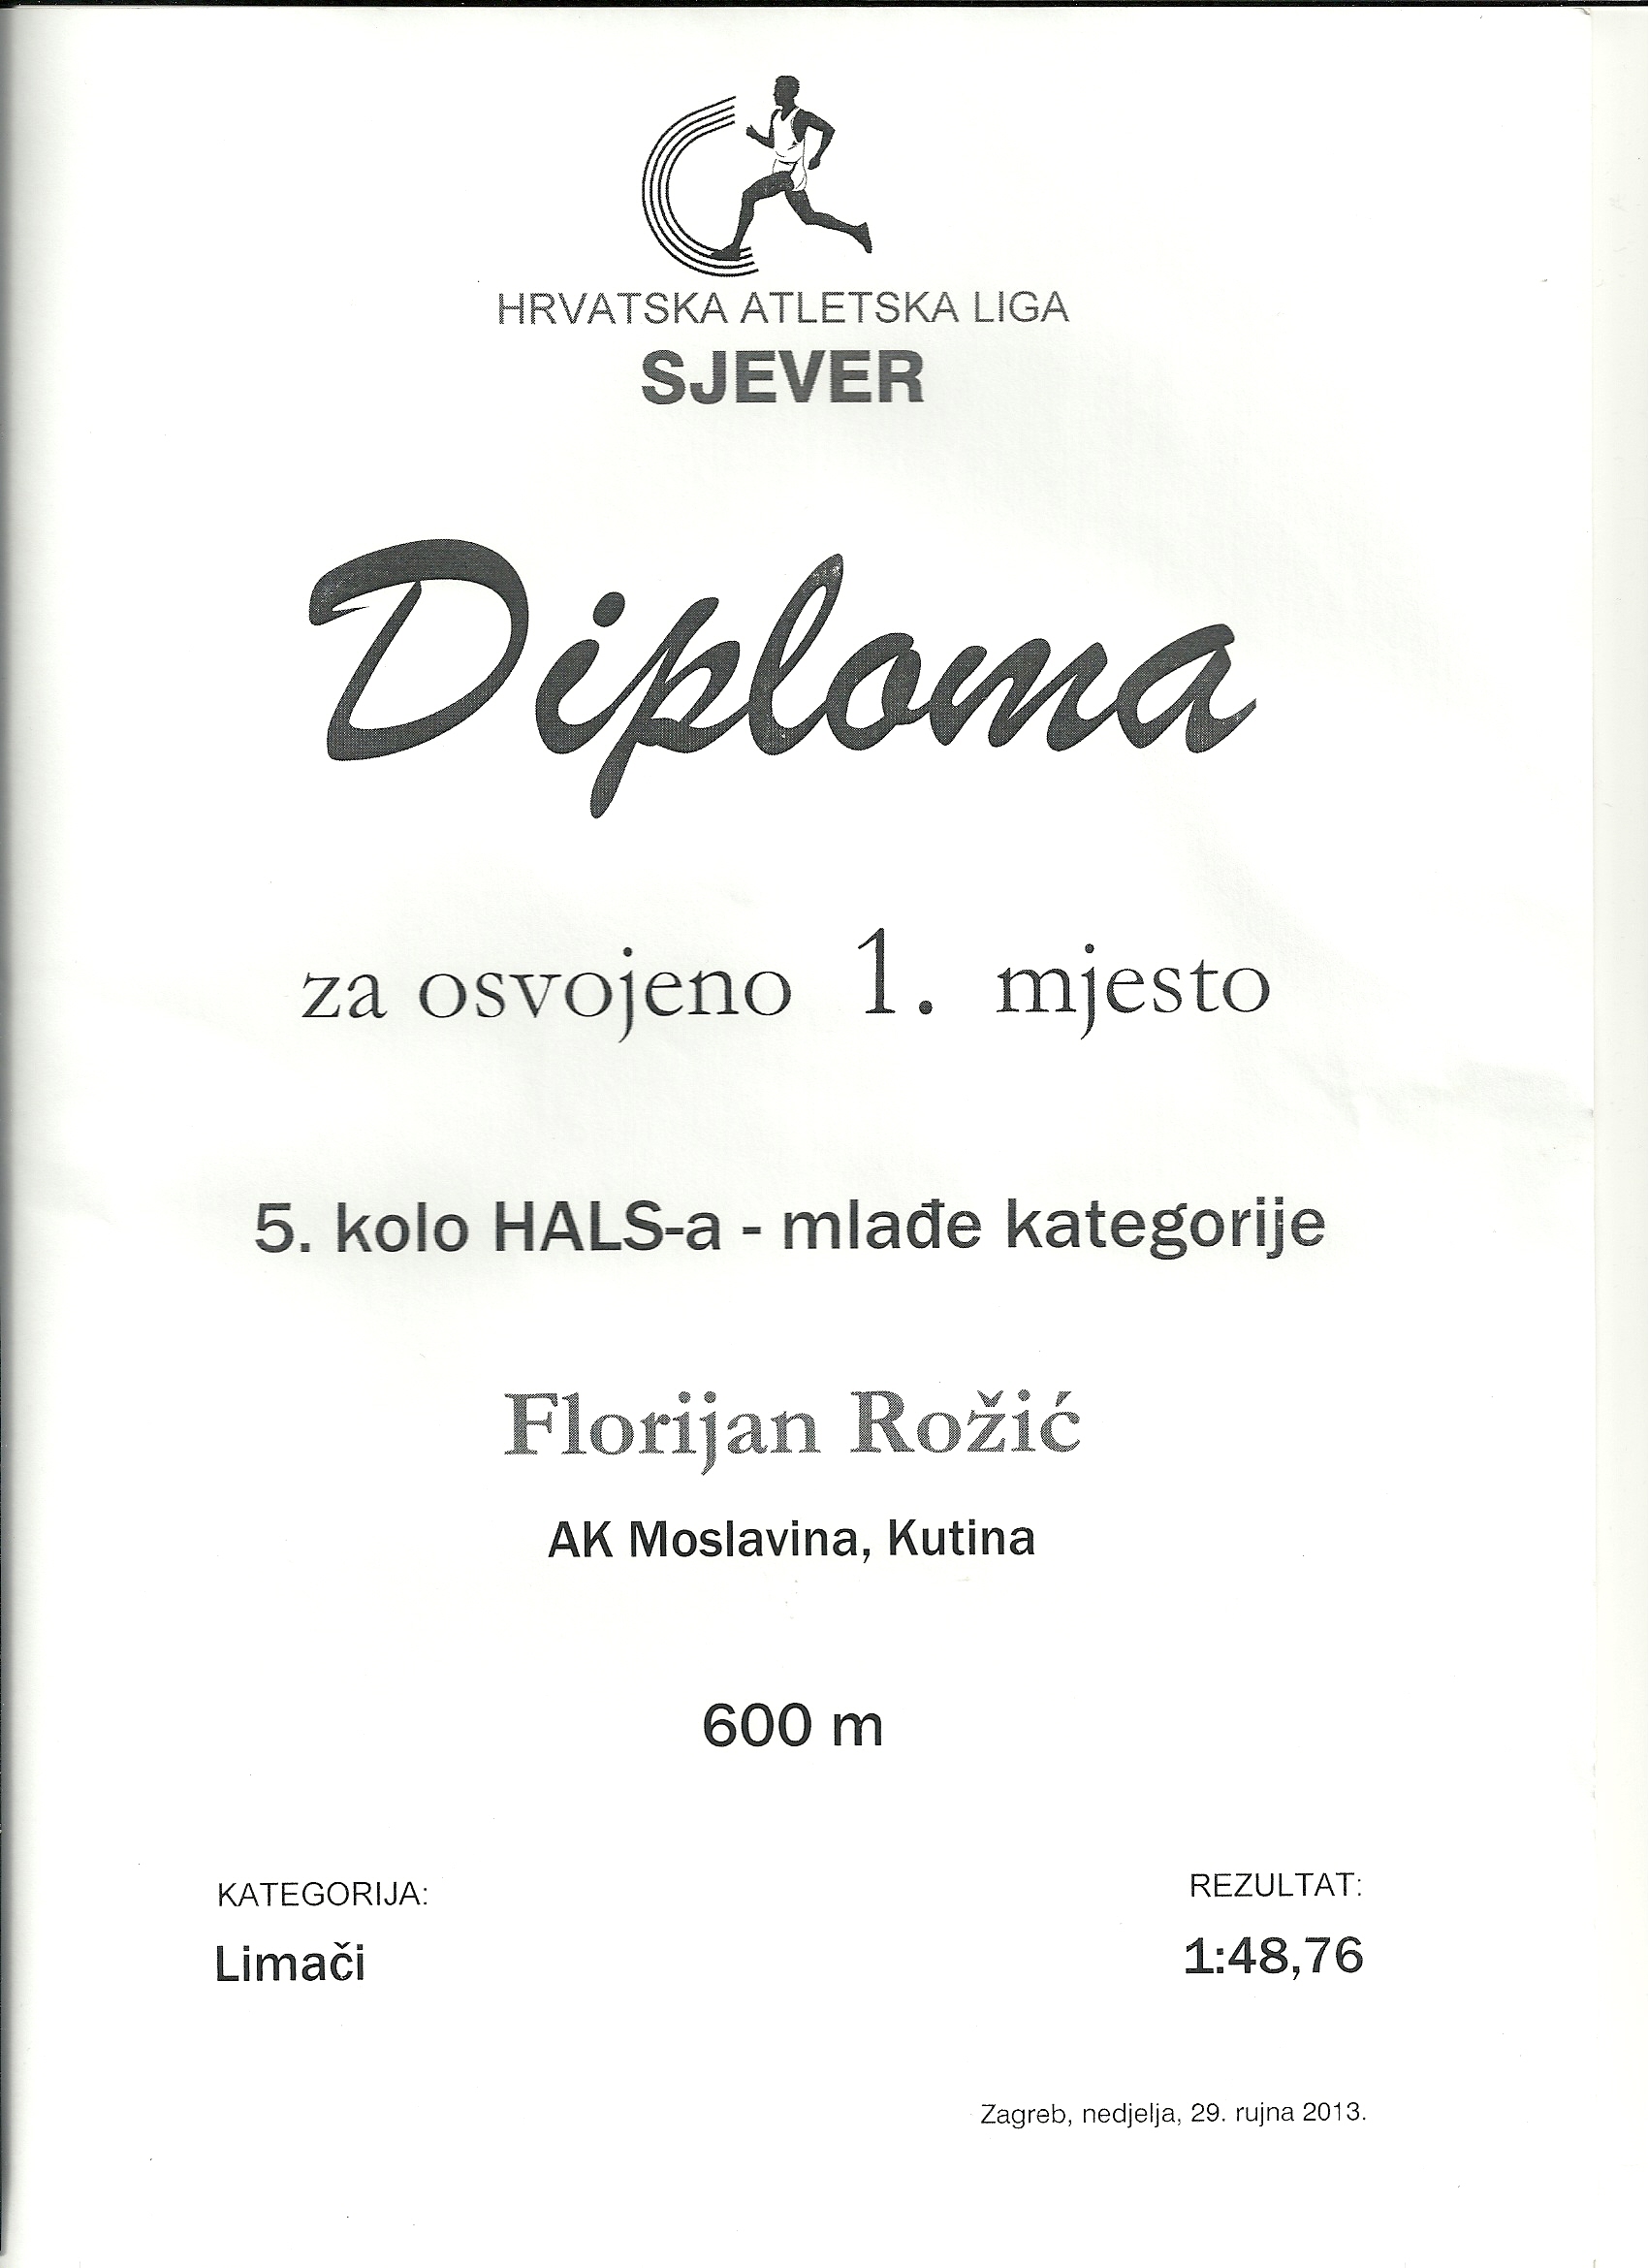 HRVATSKA ATLETSKA LIGA
SJEVER
Diploma
za osvojeno 1. mjesto
5. kolo HALS-a - mlađe kategorije
Florijan Rožić
AK Moslavina, Kutina
600 m
KATEGORIJA:
REZULTAT:
Limači
1:48,76
Zagreb, nedjelja, 29. rujna 2013.